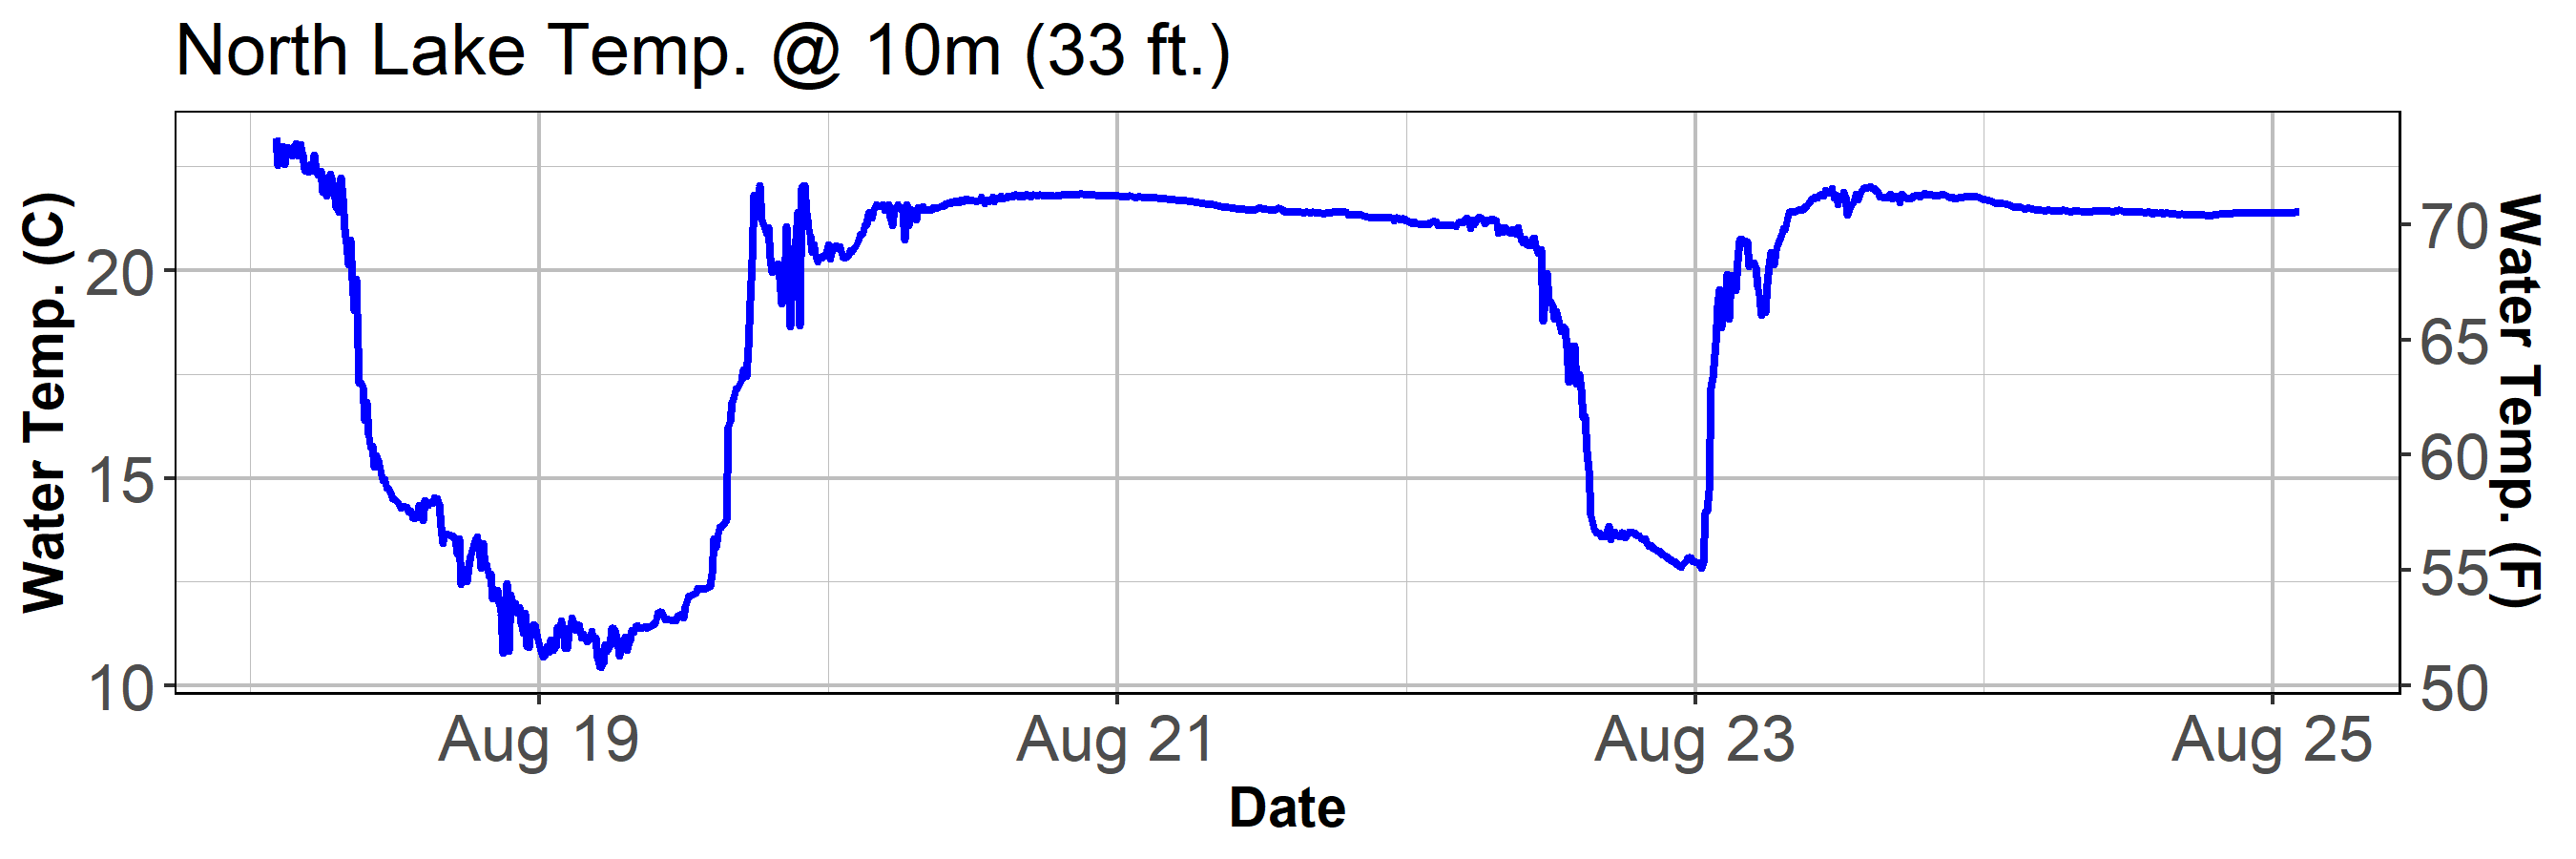 North Lake Temp. @ 10m (33 ft.)
Water Temp. (C)
20
15
10
70
65
60
55
50
Water Temp. (F)
Aug 19
Aug 21
Aug 23
Aug 25
Date